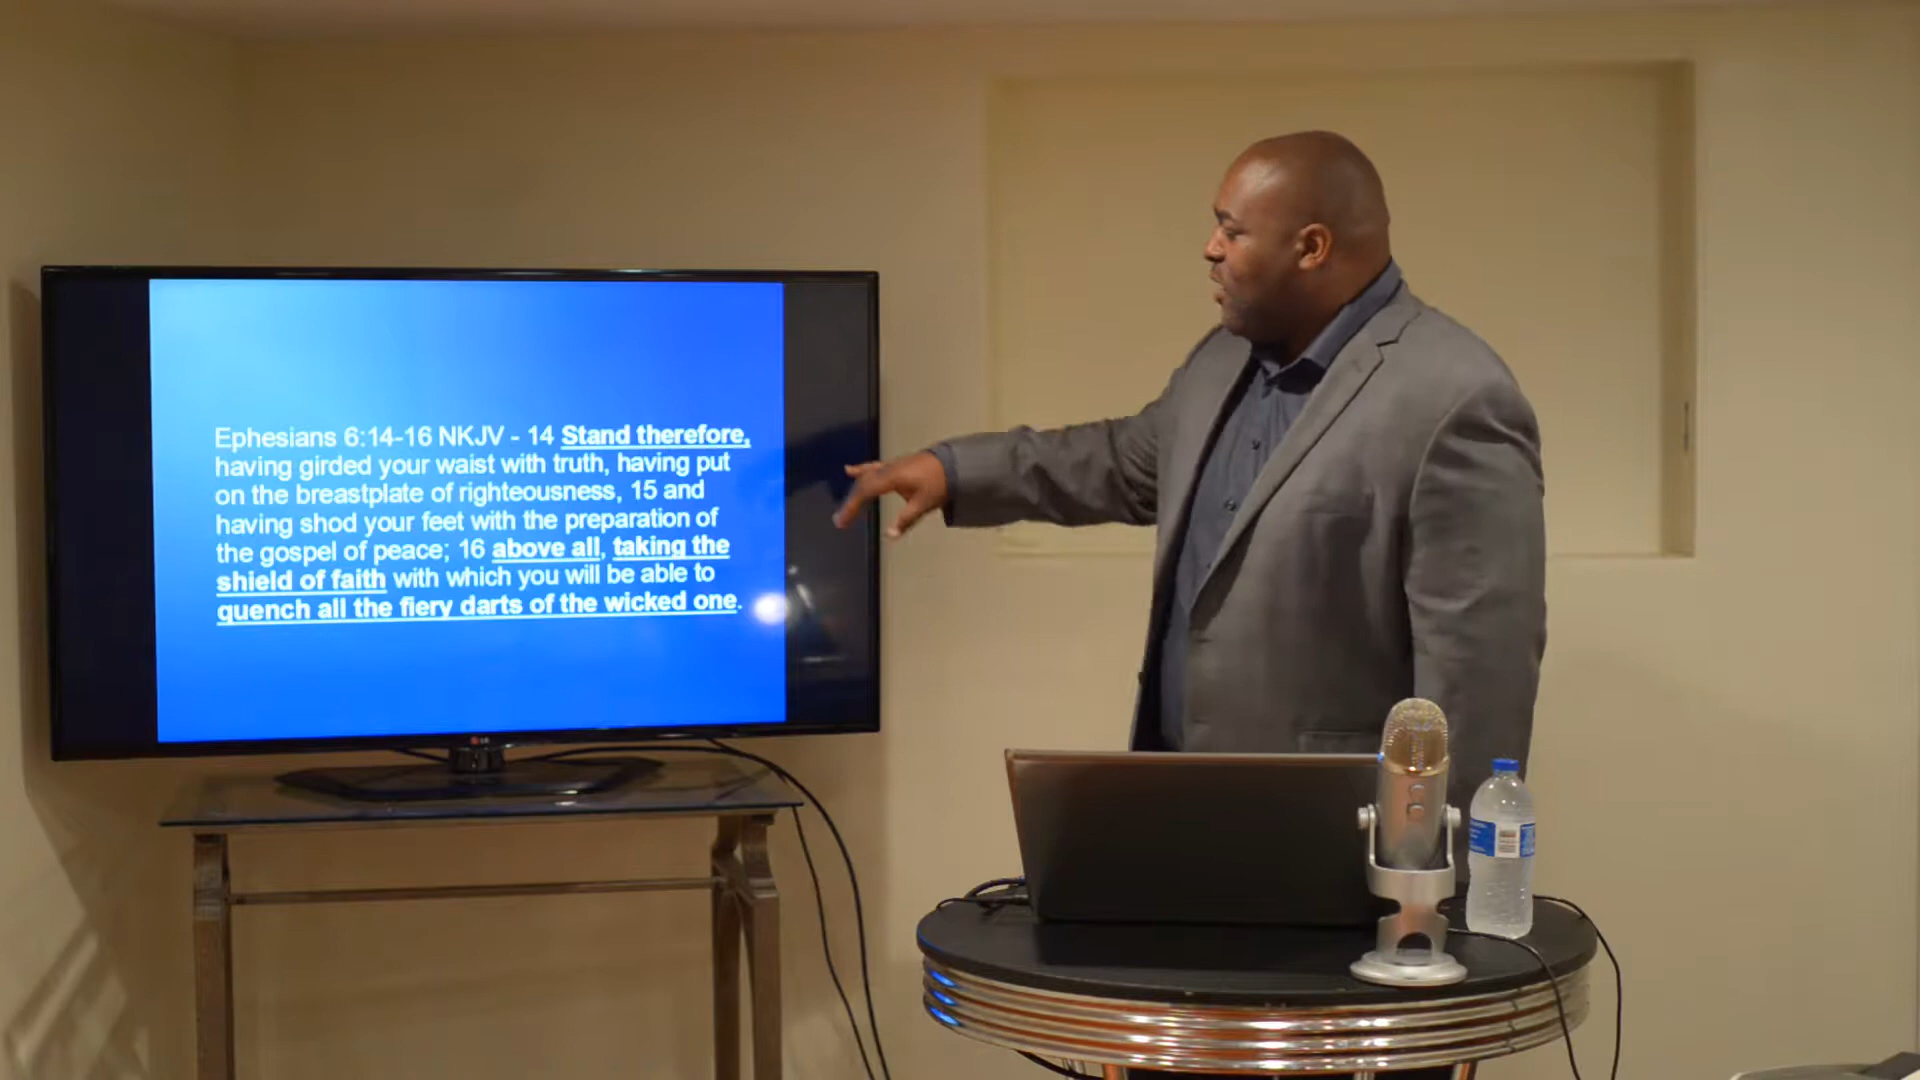 Ephesians 6:14-16 NKJV - 14 Stand therefore,
having girded your waist with truth, having put
on the breastplate of righteousness, 15 and
having shod your feet with the preparation of
the gospel of peace; 16 above all, taking the
shield of faith with which you will be able to
quench all the fiery darts of the wicked one.
LG